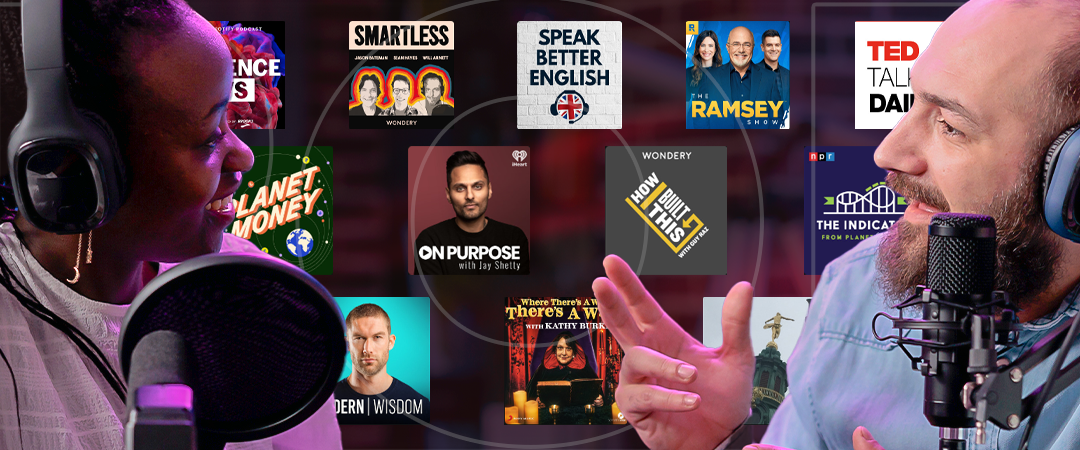 OTIFY PODCAST
ENCE
VS
SMARTLESS
JASON BATEMAN SEAN HAYES WILL ARNETT
WONDERY
SPEAK
BETTER
ENGLISH
R
THE
RAMSEY
SHOW
TED
TALK
DAIL
PLANET
MONEY
iHeart
ON PURPOSE
with Jay Shetty
WONDERY
HOW
I BUILT
THIS
WITH GUY RAZ
npr
THE INDICAT
FROM PLANE
DERN | WISDOM
Where There's A W
There's A W
WITH KATHY BURK